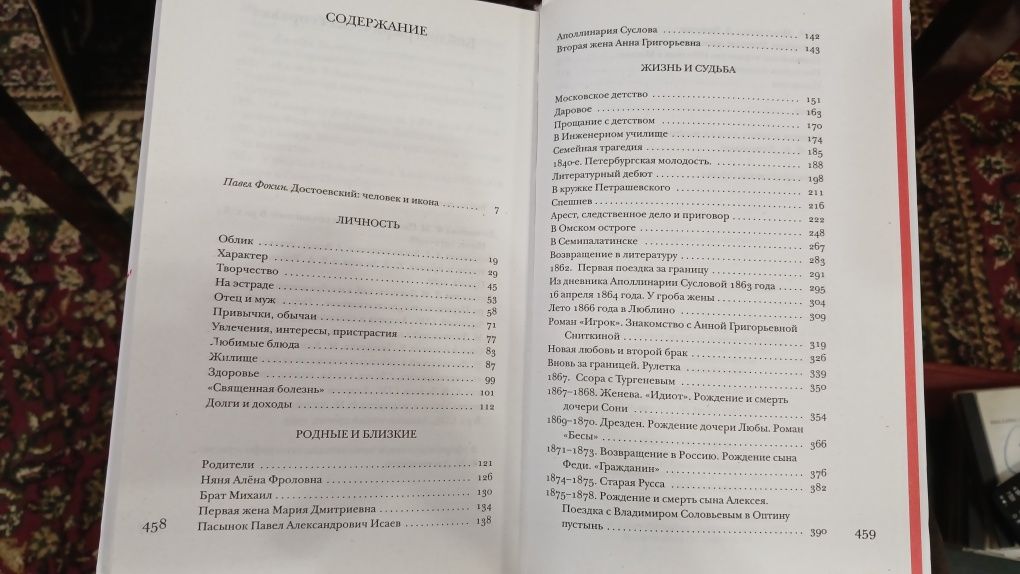 СОДЕРЖАНИЕ
Павел Фокин. Достоевский: человек и икона ........ 7
ЛИЧНОСТЬ
Облик ........ 19
Характер ........ 29
Творчество ........ 45
На эстраде ........ 53
Отец и муж ........ 58
Привычки, обычаи ........ 71
Увлечения, интересы, пристрастия ........ 77
Любимые блюда ........ 83
Жилище ........ 87
Здоровье ........ 99
«Священная болезнь» ........ 101
Долги и доходы ........ 112
РОДНЫЕ И БЛИЗКИЕ
Родители ........ 121
Няня Алёна Фроловна ........ 126
Брат Михаил ........ 130
Первая жена Мария Дмитриевна ........ 134
Пасынок Павел Александрович Исаев ........ 138
458
Аполлинария Суслова ........ 142
Вторая жена Анна Григорьевна ........ 143
ЖИЗНЬ И СУДЬБА
Московское детство ........ 151
Даровое ........ 163
Прощание с детством ........ 170
В Инженерном училище ........ 174
Семейная трагедия ........ 185
1840-е. Петербургская молодость. ........ 188
Литературный дебют ........ 198
В кружке Петрашевского ........ 211
Спешнев ........ 216
Арест, следственное дело и приговор ........ 222
В Омском остроге ........ 248
В Семипалатинске ........ 267
Возвращение в литературу ........ 283
1862. Первая поездка за границу ........ 291
Из дневника Аполлинарии Сусловой 1863 года ........ 295
16 апреля 1864 года. У гроба жены ........ 304
Лето 1866 года в Люблино ........ 309
Роман «Игрок». Знакомство с Анной Григорьевной
Сниткиной ........ 319
Новая любовь и второй брак ........ 326
Вновь за границей. Рулетка ........ 339
1867. Ссора с Тургеневым ........ 350
1867–1868. Женева. «Идиот». Рождение и смерть
дочери Сони ........ 354
1869–1870. Дрезден. Рождение дочери Любы. Роман
«Бесы» ........ 366
1871–1873. Возвращение в Россию. Рождение сына
Феди. «Гражданин» ........ 376
1874–1875. Старая Русса ........ 382
1875–1878. Рождение и смерть сына Алексея.
Поездка с Владимиром Соловьевым в Оптину
пустынь ........ 390
459